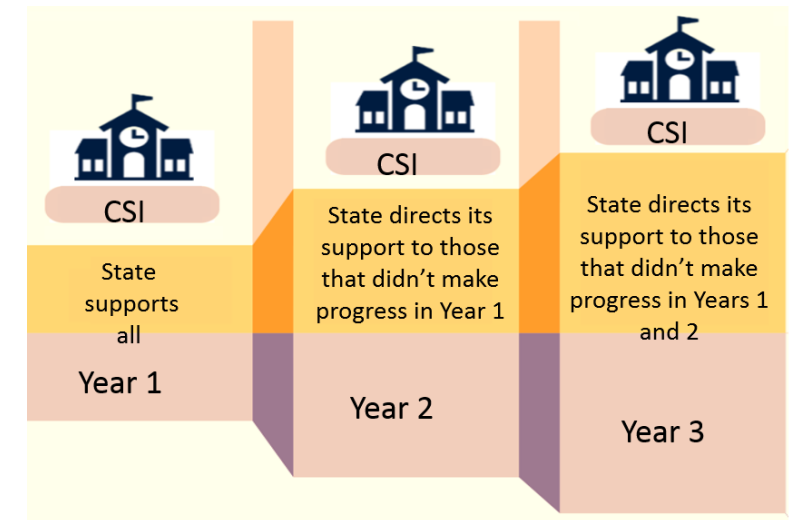 CSI
State
supports
all
Year 1
CSI
State directs its
support to those
that didn’t make
progress in Year 1
Year 2
CSI
State directs its
support to those
that didn’t make
progress in Years 1
and 2
Year 3